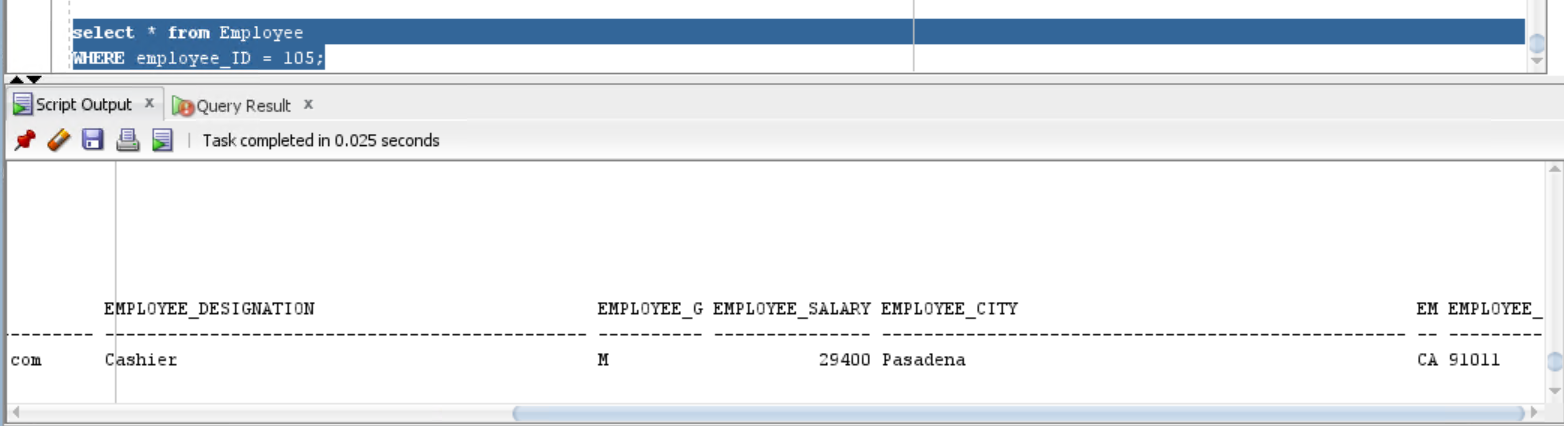 select * from Employee
WHERE employee_ID = 105;
Script Output x Query Result x
Task completed in 0.025 seconds
EMPLOYEE_DESIGNATION EMPLOYEE_G EMPLOYEE_SALARY EMPLOYEE_CITY EM EMPLOYEE_
--------- ---------------------------------------------- ---------- --------------- -------------------------------------------------- -- ---------
com Cashier M 29400 Pasadena CA 91011